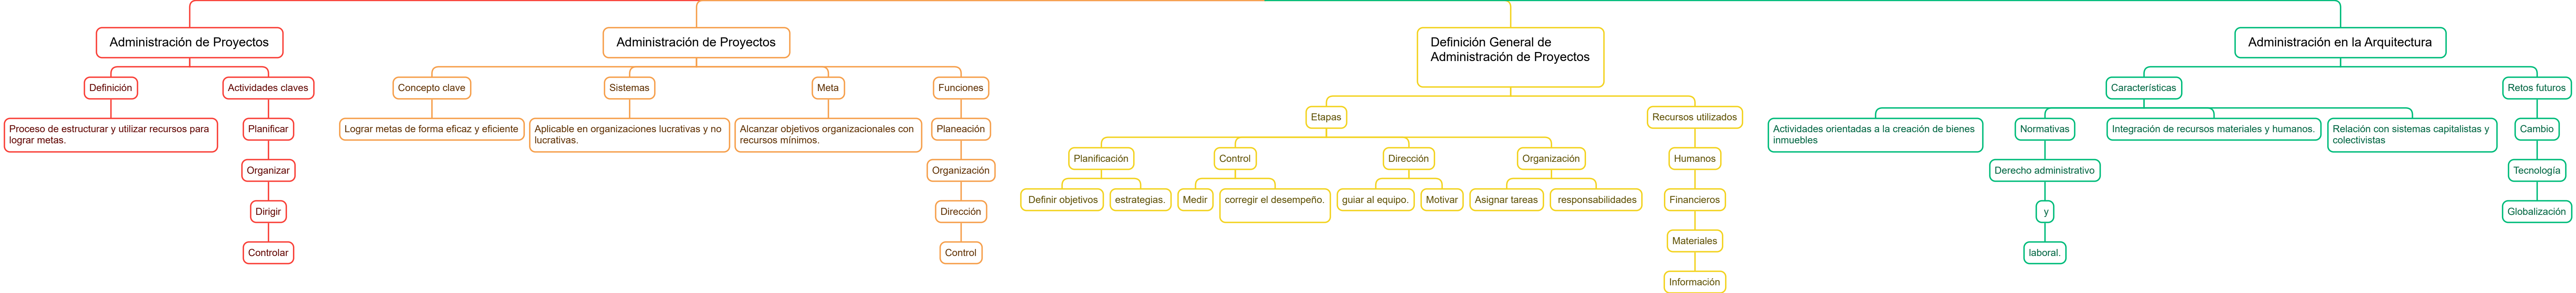 Administración de Proyectos
Definición
Proceso de estructurar y utilizar recursos para
lograr metas.
Actividades claves
Planificar
Organizar
Dirigir
Controlar
Administración de Proyectos
Concepto clave
Lograr metas de forma eficaz y eficiente
Sistemas
Aplicable en organizaciones lucrativas y no
lucrativas.
Meta
Alcanzar objetivos organizacionales con
recursos mínimos.
Funciones
Planeación
Organización
Dirección
Control
Definición General de
Administración de Proyectos
Etapas
Planificación
Definir objetivos
estrategias.
Control
Medir
corregir el desempeño.
Dirección
guiar al equipo.
Motivar
Organización
Asignar tareas
responsabilidades
Recursos utilizados
Humanos
Financieros
Materiales
Información
Administración en la Arquitectura
Características
Actividades orientadas a la creación de bienes
inmuebles
Normativas
Derecho administrativo
y
laboral.
Integración de recursos materiales y humanos.
Relación con sistemas capitalistas y
colectivistas
Retos futuros
Cambio
Tecnología
Globalización